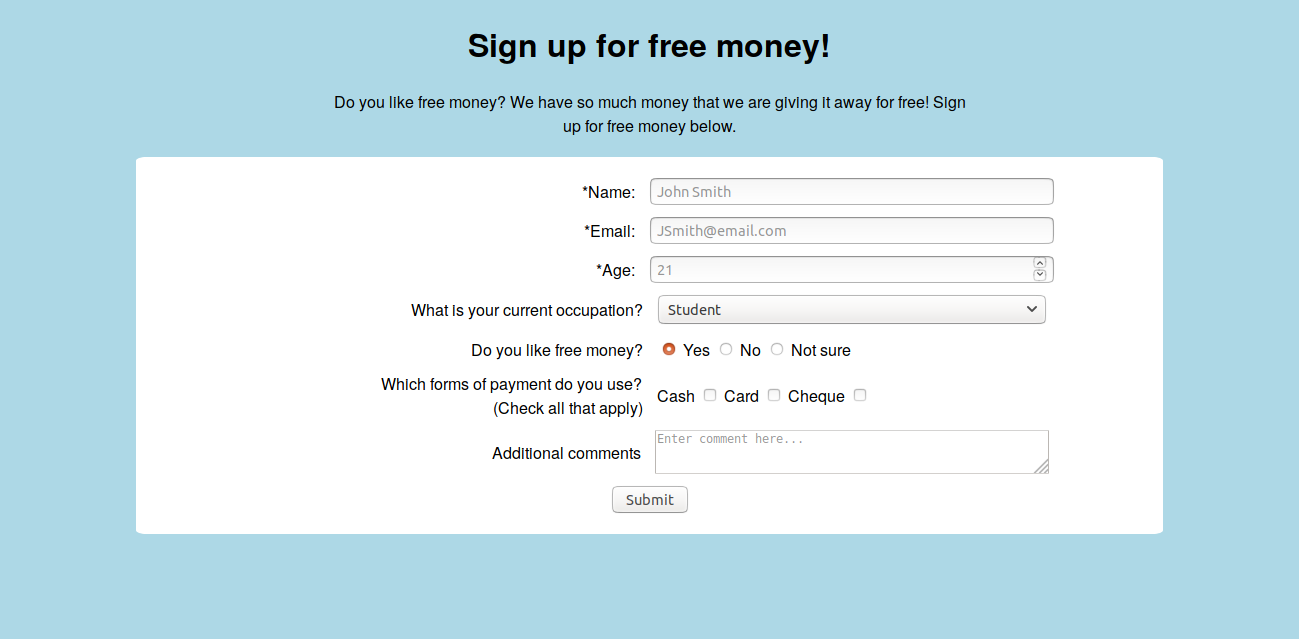 Sign up for free money!
Do you like free money? We have so much money that we are giving it away for free! Sign
up for free money below.
*Name: John Smith
*Email: JSmith@email.com
*Age: 21
What is your current occupation? Student
Do you like free money? Yes No Not sure
Which forms of payment do you use?
(Check all that apply) Cash Card Cheque
Additional comments Enter comment here...
Submit